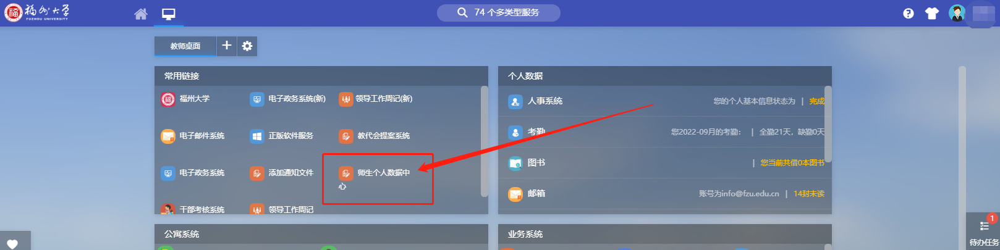 福州大学
FUZHOU UNIVERSITY
74 个多类型服务
教师桌面
常用链接
福州大学
电子政务系统(新)
领导工作周记(新)
电子邮件系统
正版软件服务
教代会提案系统
电子政务系统
添加通知文件
师生个人数据中
心
干部考核系统
领导工作周记
个人数据
人事系统
您的个人基本信息状态为 | 完成
考勤
您2022-09月的考勤: | 全勤21天，缺勤0天
图书
| 您当前共借0本图书
邮箱
账号为info@fzu.edu.cn | 14封未读
公寓系统
业务系统
1
待办任务